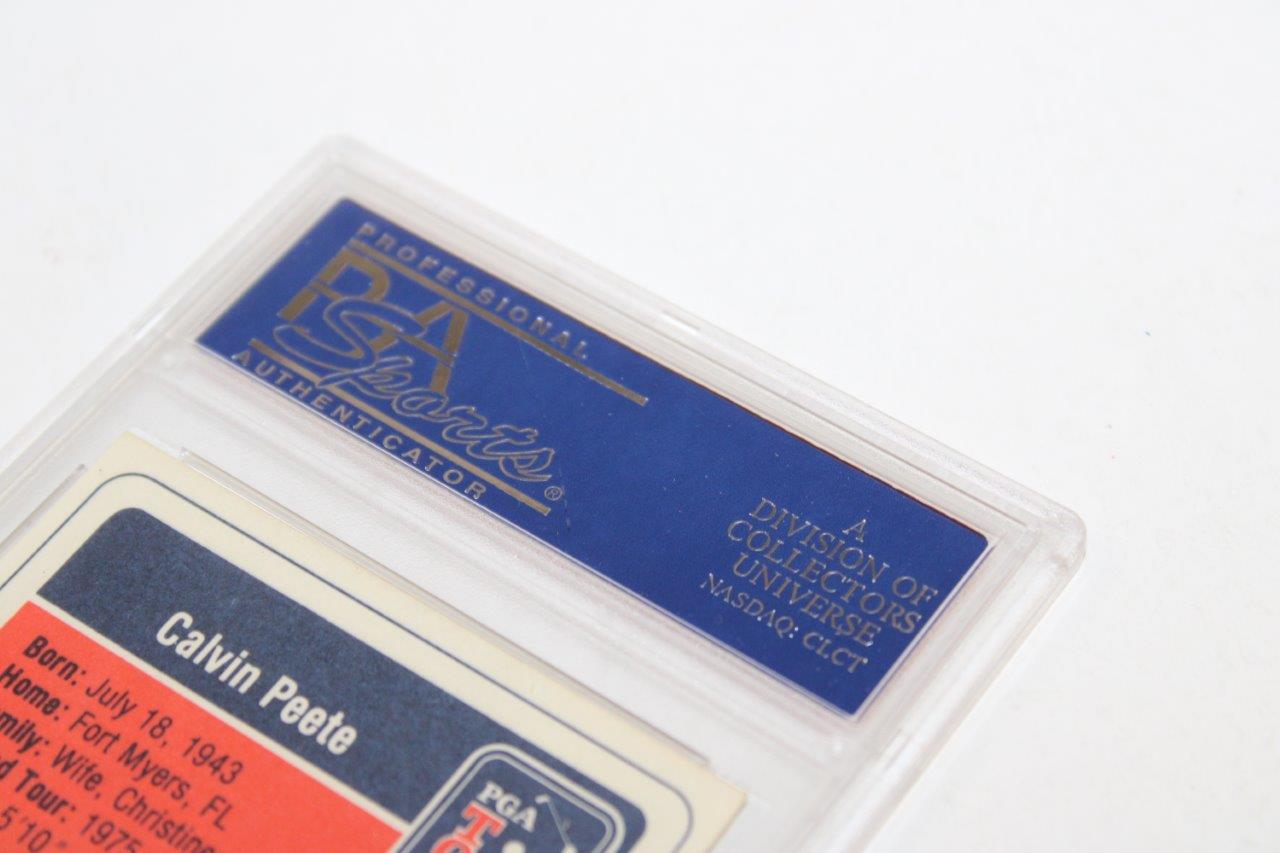 PROFESSIONAL
PSA
Sports®
AUTHENTICATOR
A
DIVISION OF
COLLECTORS
UNIVERSE
NASDAQ: CLCT
Calvin Peete
Born: July 18, 1943
Home: Fort Myers, FL
mily: Wife, Christine
d Tour: 1975
5'10"
PGA